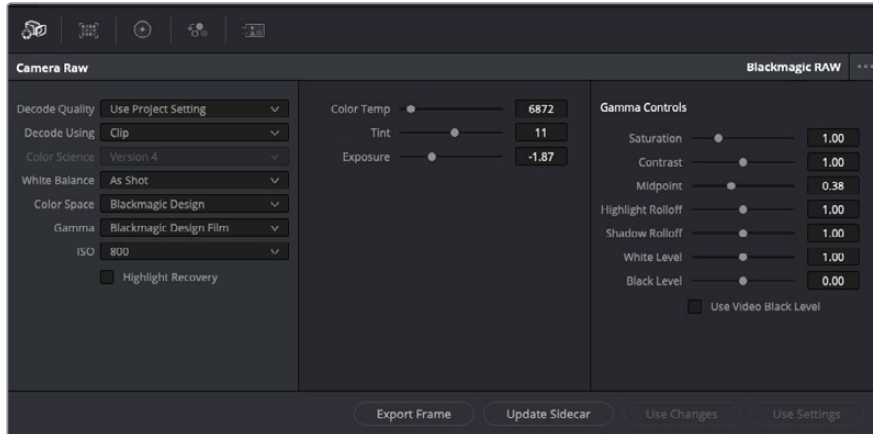 Camera Raw
Blackmagic RAW
Decode Quality Use Project Setting
Decode Using Clip
Color Science Version 4
White Balance As Shot
Color Space Blackmagic Design
Gamma Blackmagic Design Film
ISO 800
Highlight Recovery
Color Temp 6872
Tint 11
Exposure -1.87
Gamma Controls
Saturation 1.00
Contrast 1.00
Midpoint 0.38
Highlight Rolloff 1.00
Shadow Rolloff 1.00
White Level 1.00
Black Level 0.00
Use Video Black Level
Export Frame
Update Sidecar
Use Changes
Use Settings